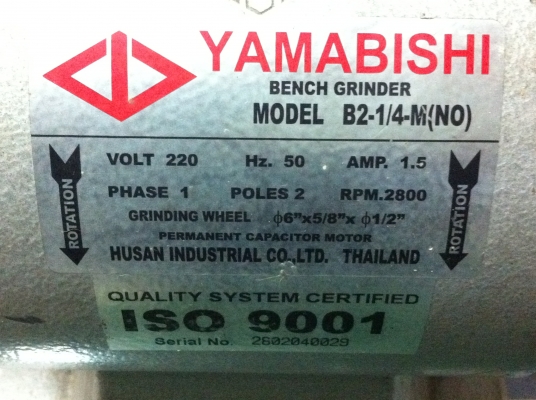 YAMABISHI
BENCH GRINDER
MODEL B2-1/4-M(NO)
VOLT 220 Hz. 50 AMP. 1.5
PHASE 1 POLES 2 RPM.2800
GRINDING WHEEL ϕ6"x5/8"x ϕ1/2"
PERMANENT CAPACITOR MOTOR
HUSAN INDUSTRIAL CO.,LTD. THAILAND
ROTATION
ROTATION
QUALITY SYSTEM CERTIFIED
ISO 9001
Serial No. 2602040029